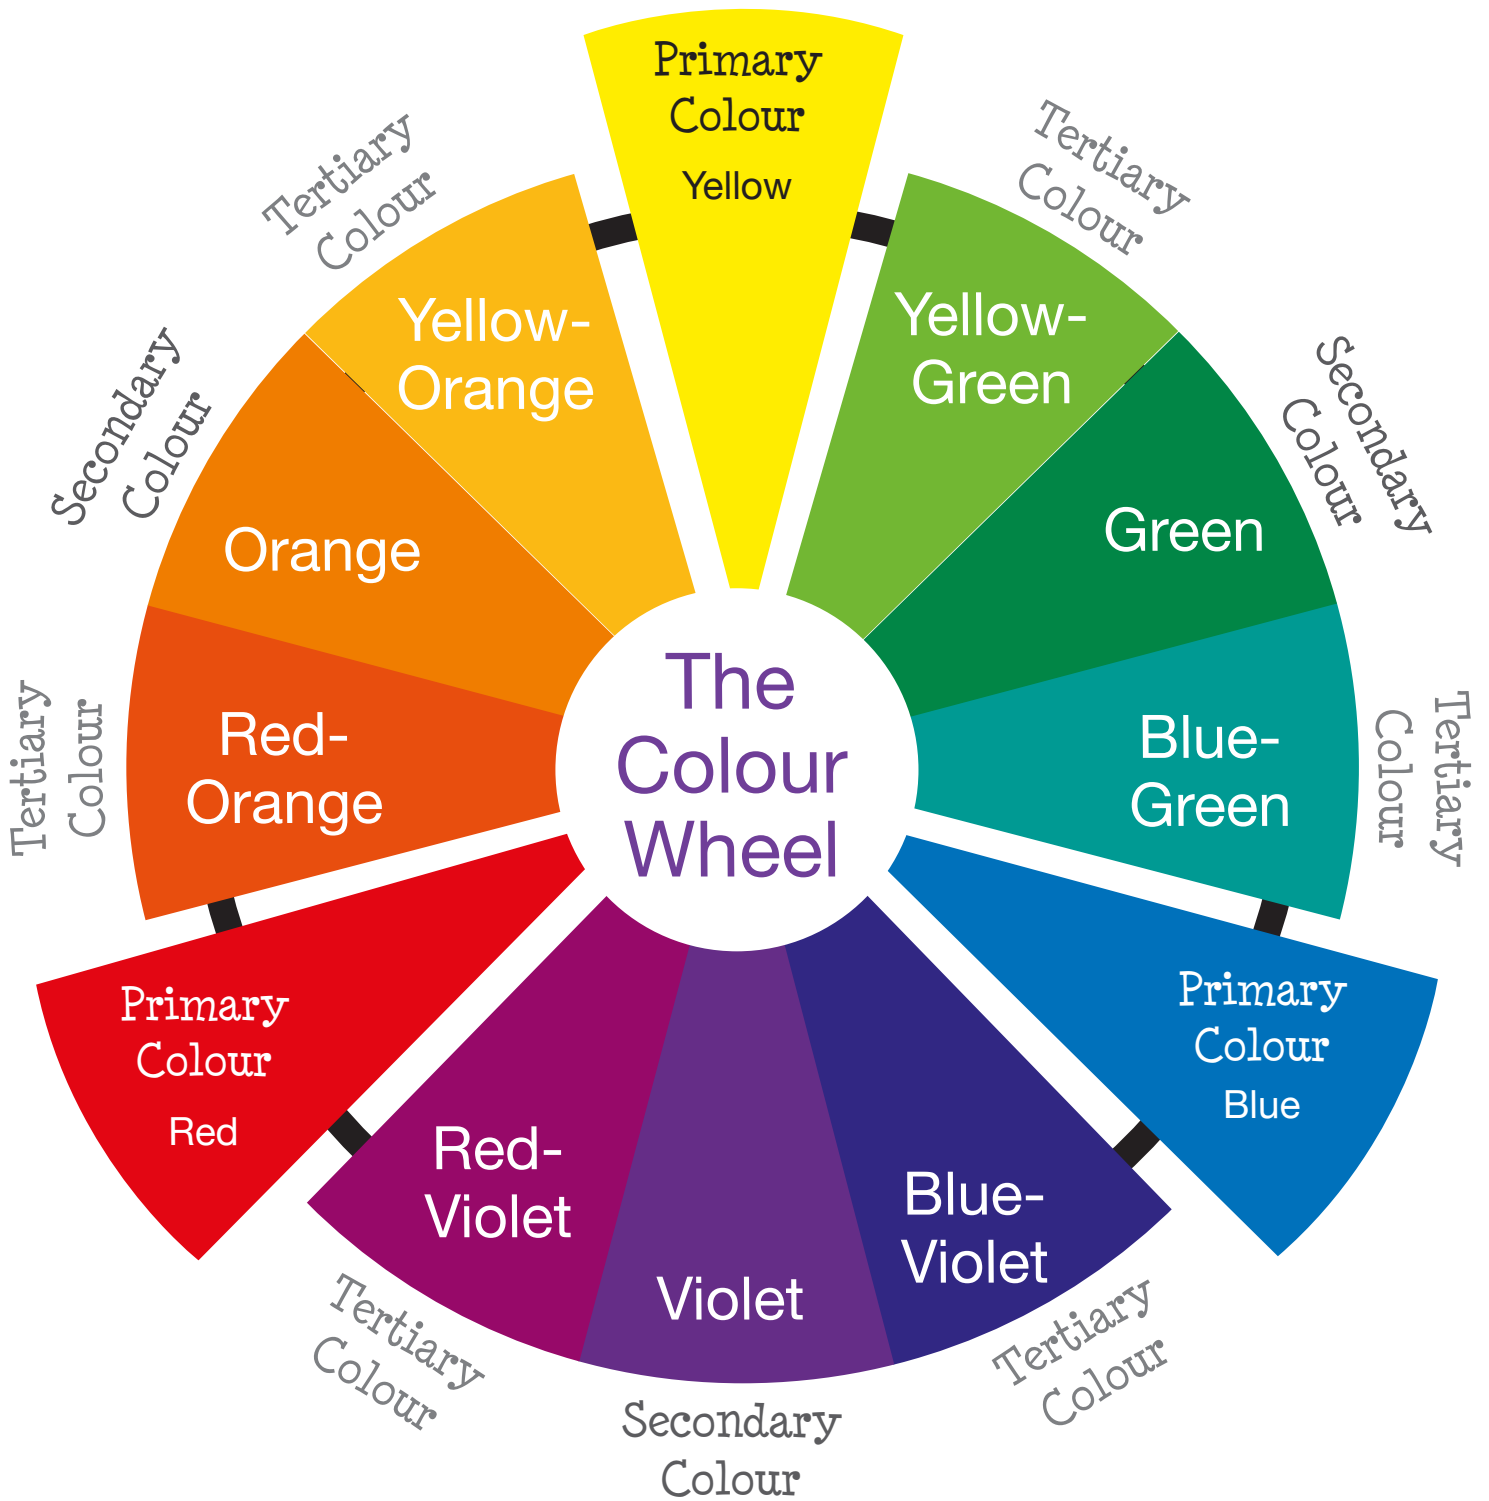 Primary
Colour
Yellow
Tertiary
Colour
Yellow-
Green
Secondary
Colour
Green
Tertiary
Colour
Blue-
Green
Primary
Colour
Blue
Tertiary
Colour
Blue-
Violet
Secondary
Colour
Violet
Tertiary
Colour
Red-
Violet
Primary
Colour
Red
Tertiary
Colour
Red-
Orange
Secondary
Colour
Orange
Tertiary
Colour
Yellow-
Orange
The
Colour
Wheel